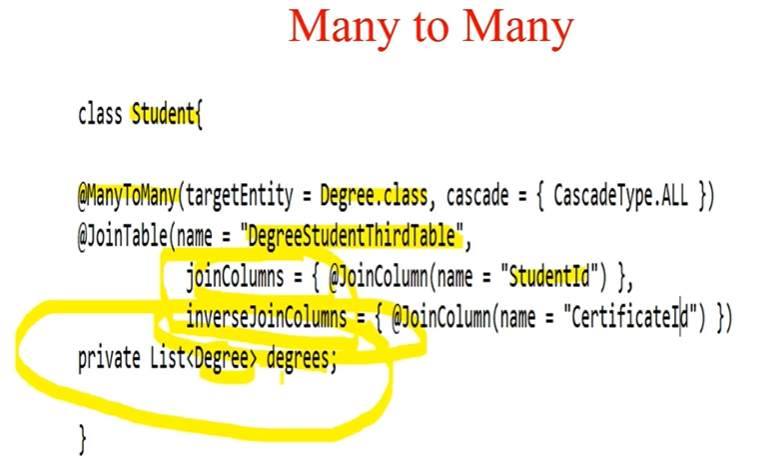 Many to Many
class Student{
@ManyToMany(targetEntity = Degree.class, cascade = { CascadeType.ALL })
@JoinTable(name = "DegreeStudentThirdTable",
joinColumns = { @JoinColumn(name = "StudentId") },
inverseJoinColumns = { @JoinColumn(name = "CertificateId") })
private List<Degree> degrees;
}